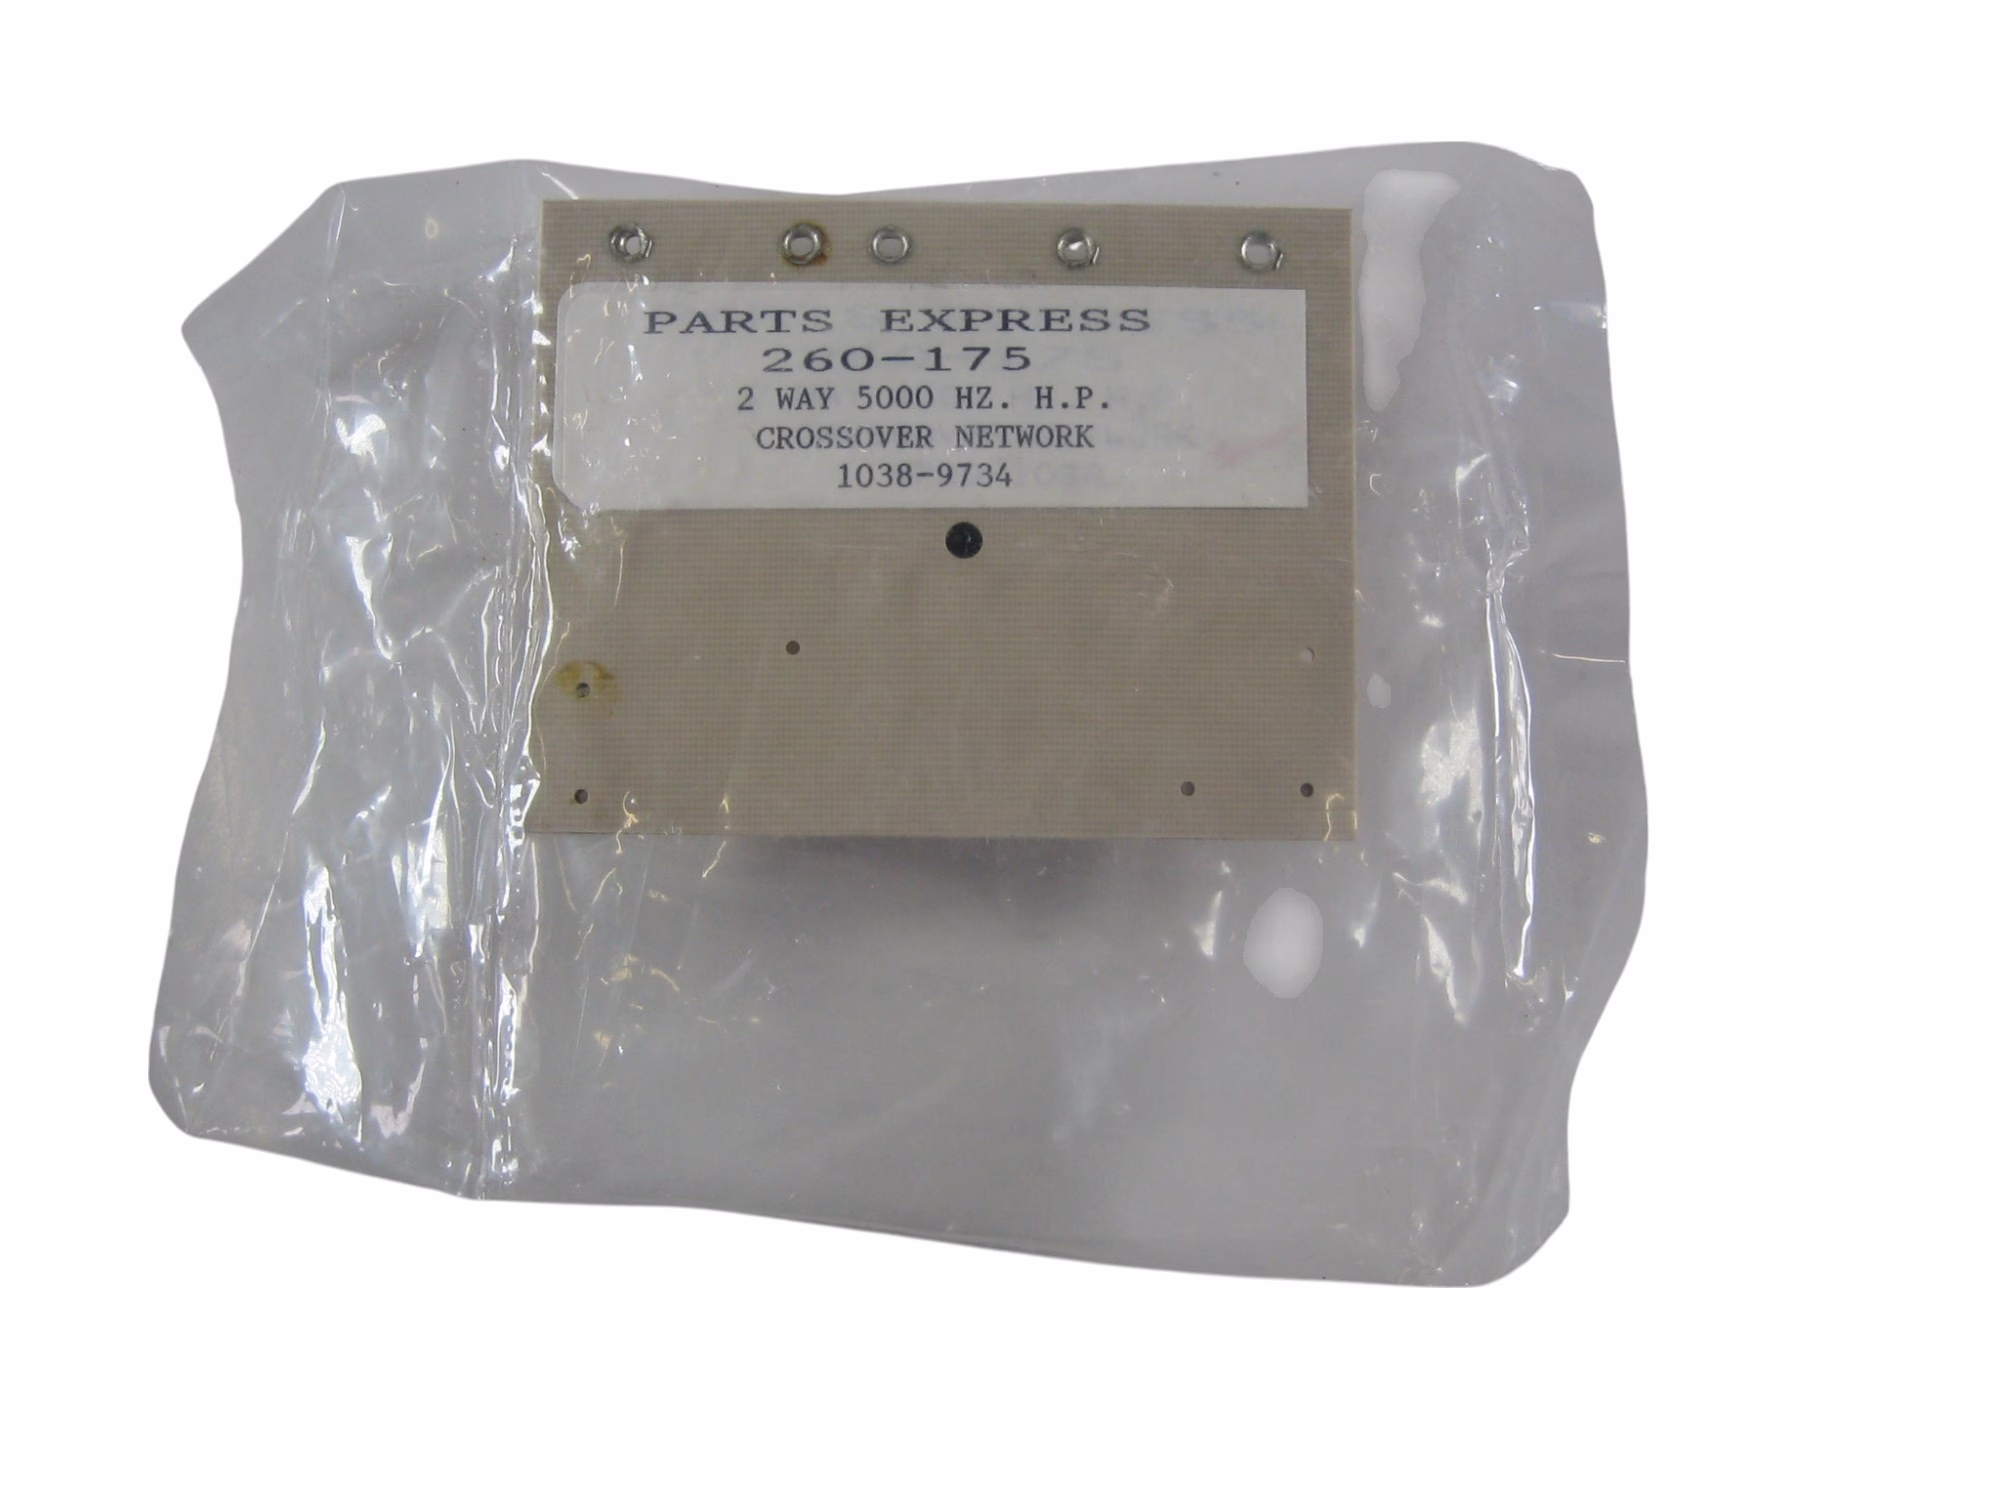 PARTS EXPRESS
260-175
2 WAY 5000 HZ. H.P.
CROSSOVER NETWORK
1038-9734